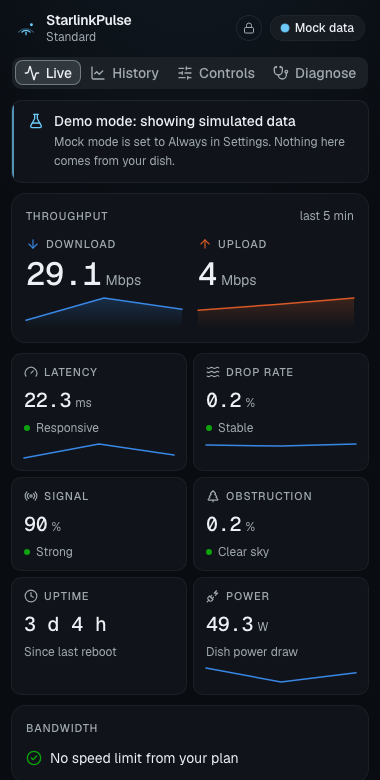 StarlinkPulse
Standard
Mock data
Live
History
Controls
Diagnose
Demo mode: showing simulated data
Mock mode is set to Always in Settings. Nothing here
comes from your dish.
THROUGHPUT
last 5 min
DOWNLOAD
UPLOAD
29.1 Mbps
4 Mbps
LATENCY
22.3 ms
Responsive
DROP RATE
0.2 %
Stable
SIGNAL
90 %
Strong
OBSTRUCTION
0.2 %
Clear sky
UPTIME
3 d 4 h
Since last reboot
POWER
49.3 W
Dish power draw
BANDWIDTH
No speed limit from your plan